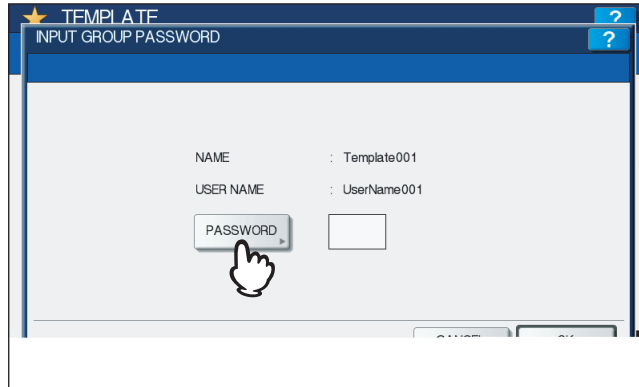 TEMPLATE
?
INPUT GROUP PASSWORD
?
NAME : Template001
USER NAME : UserName001
PASSWORD